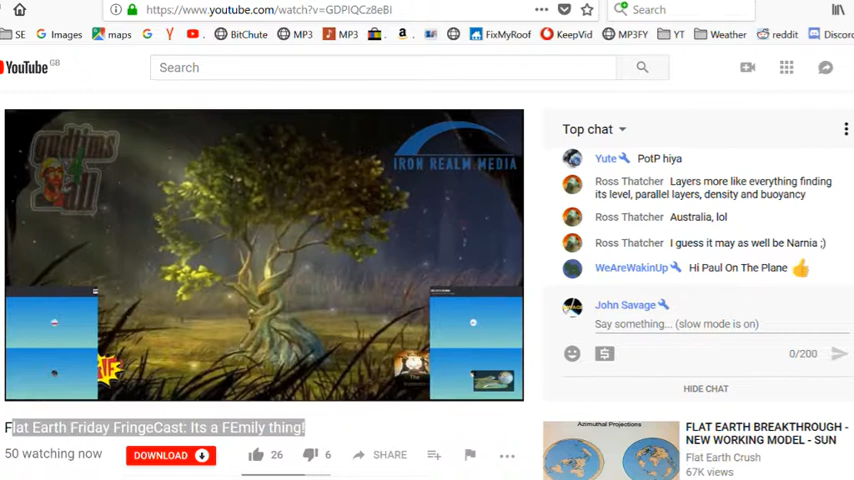 https://www.youtube.com/watch?v=GDPlQCz8eBI
Search
SE Images maps BitChute MP3 MP3 FixMyRoof KeepVid MP3FY YT Weather reddit Discord
YouTube GB
Search
IRON REALM MEDIA
Top chat
Yute PotP hiya
Ross Thatcher Layers more like everything finding
its level, parallel layers, density and buoyancy
Ross Thatcher Australia, lol
Ross Thatcher I guess it may as well be Narnia ;)
WeAreWakinUp Hi Paul On The Plane
John Savage
Say something... (slow mode is on)
0/200
HIDE CHAT
Flat Earth Friday FringeCast: Its a FEmily thing!
50 watching now
DOWNLOAD
26
6
SHARE
Azimuthal Projections
FLAT EARTH BREAKTHROUGH -
NEW WORKING MODEL - SUN
Flat Earth Crush
67K views